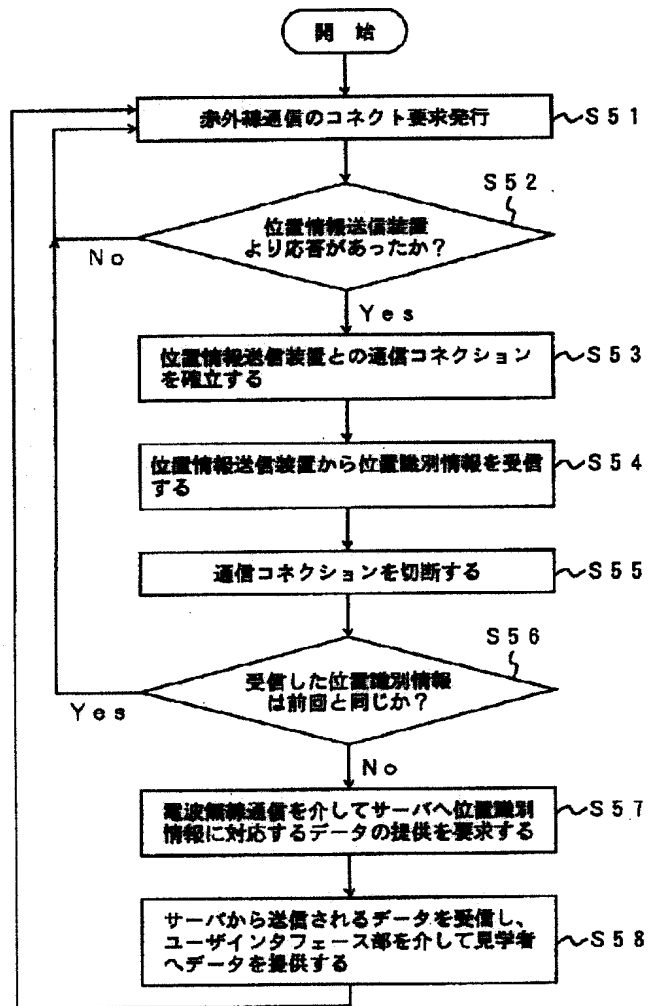 開 始
赤外線通信のコネクト要求発行
S51
S52
位置情報送信装置
より応答があったか？
No
Yes
位置情報送信装置との通信コネクション
を確立する
S53
位置情報送信装置から位置識別情報を受信
する
S54
通信コネクションを切断する
S55
S56
受信した位置識別情報
は前回と同じか？
Yes
No
電波無線通信を介してサーバへ位置識別
情報に対応するデータの提供を要求する
S57
サーバから送信されるデータを受信し、
ユーザインタフェース部を介して見学者
へデータを提供する
S58